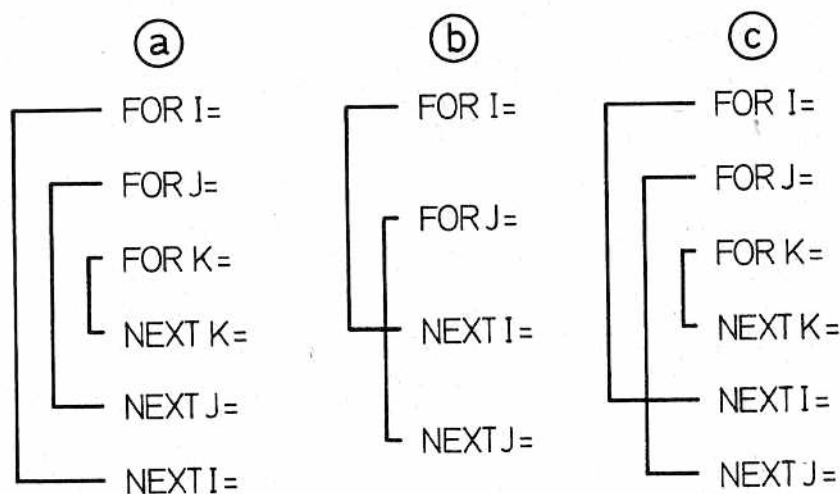 a
FOR I=
FOR J=
FOR K=
NEXT K=
NEXT J=
NEXT I=
b
FOR I=
FOR J=
NEXT I=
NEXT J=
c
FOR I=
FOR J=
FOR K=
NEXT K=
NEXT I=
NEXT J=